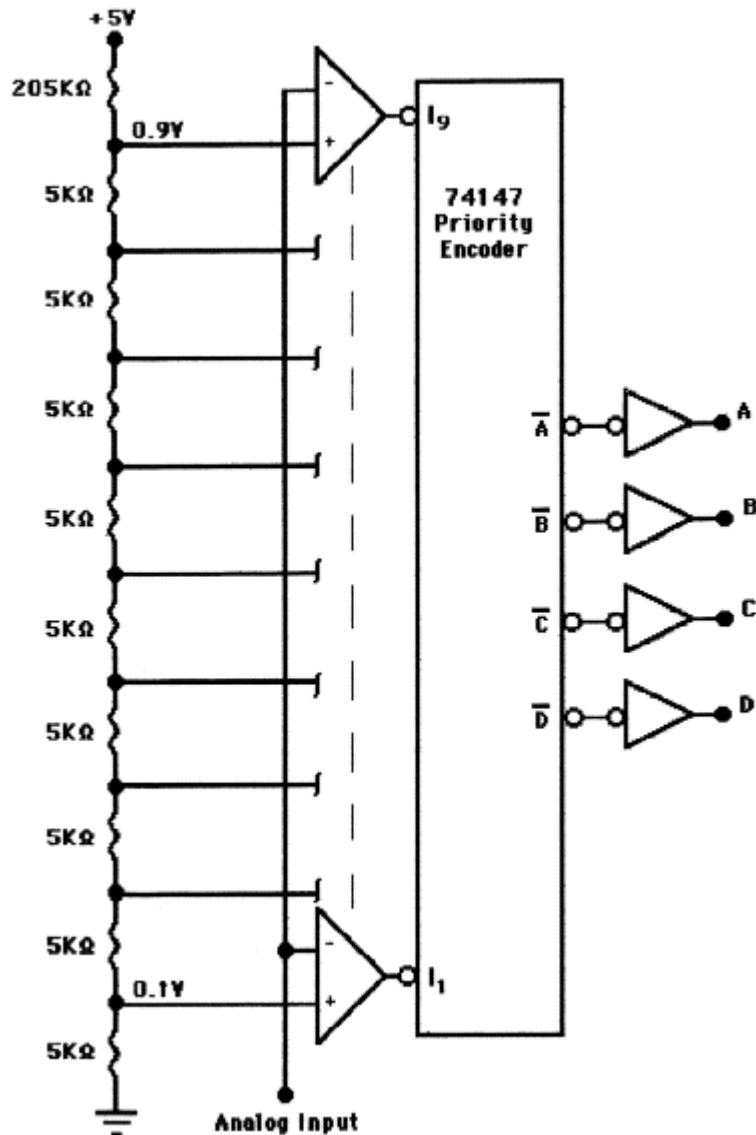 +5V
205KΩ
0.9V
-
+
I9
5KΩ
74147
Priority
Encoder
5KΩ
5KΩ
A
A
5KΩ
B
B
5KΩ
C
C
5KΩ
D
D
5KΩ
5KΩ
-
+
I1
0.1V
5KΩ
Analog Input